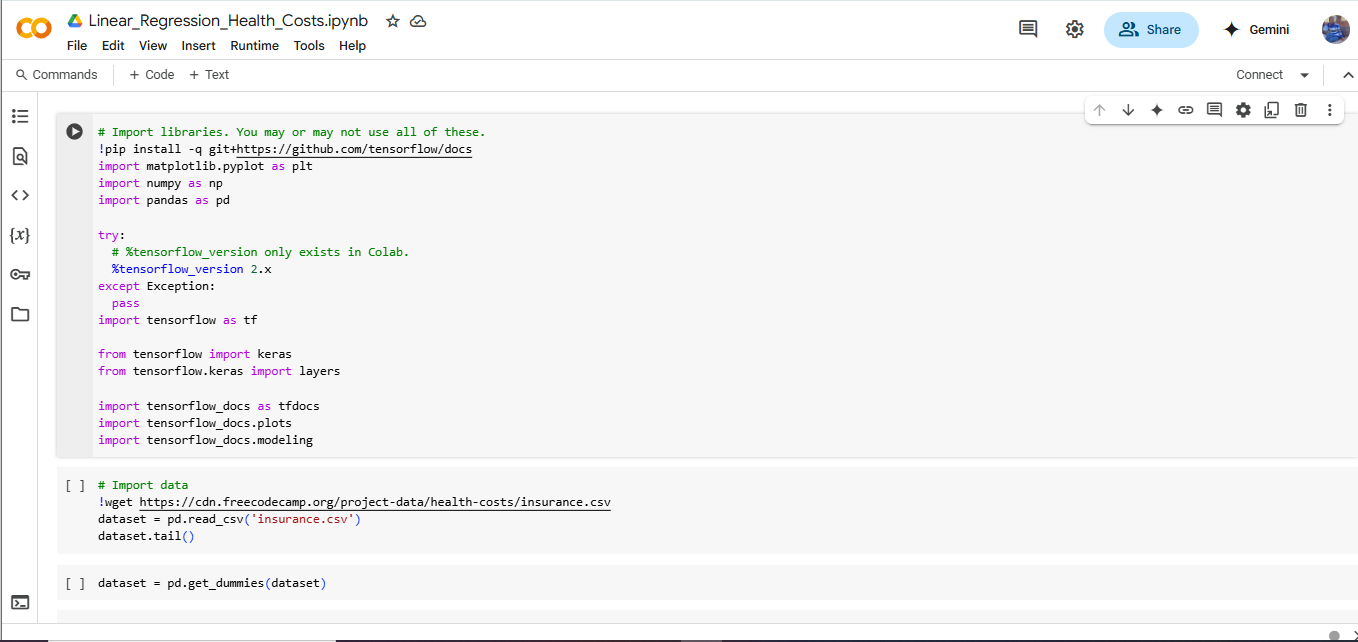 Linear_Regression_Health_Costs.ipynb
File Edit View Insert Runtime Tools Help
Share
Gemini
Commands + Code + Text
Connect
# Import libraries. You may or may not use all of these.
!pip install -q git+https://github.com/tensorflow/docs
import matplotlib.pyplot as plt
import numpy as np
import pandas as pd
try:
# %tensorflow_version only exists in Colab.
%tensorflow_version 2.x
except Exception:
pass
import tensorflow as tf
from tensorflow import keras
from tensorflow.keras import layers
import tensorflow_docs as tfdocs
import tensorflow_docs.plots
import tensorflow_docs.modeling
[ ] # Import data
!wget https://cdn.freecodecamp.org/project-data/health-costs/insurance.csv
dataset = pd.read_csv('insurance.csv')
dataset.tail()
[ ] dataset = pd.get_dummies(dataset)